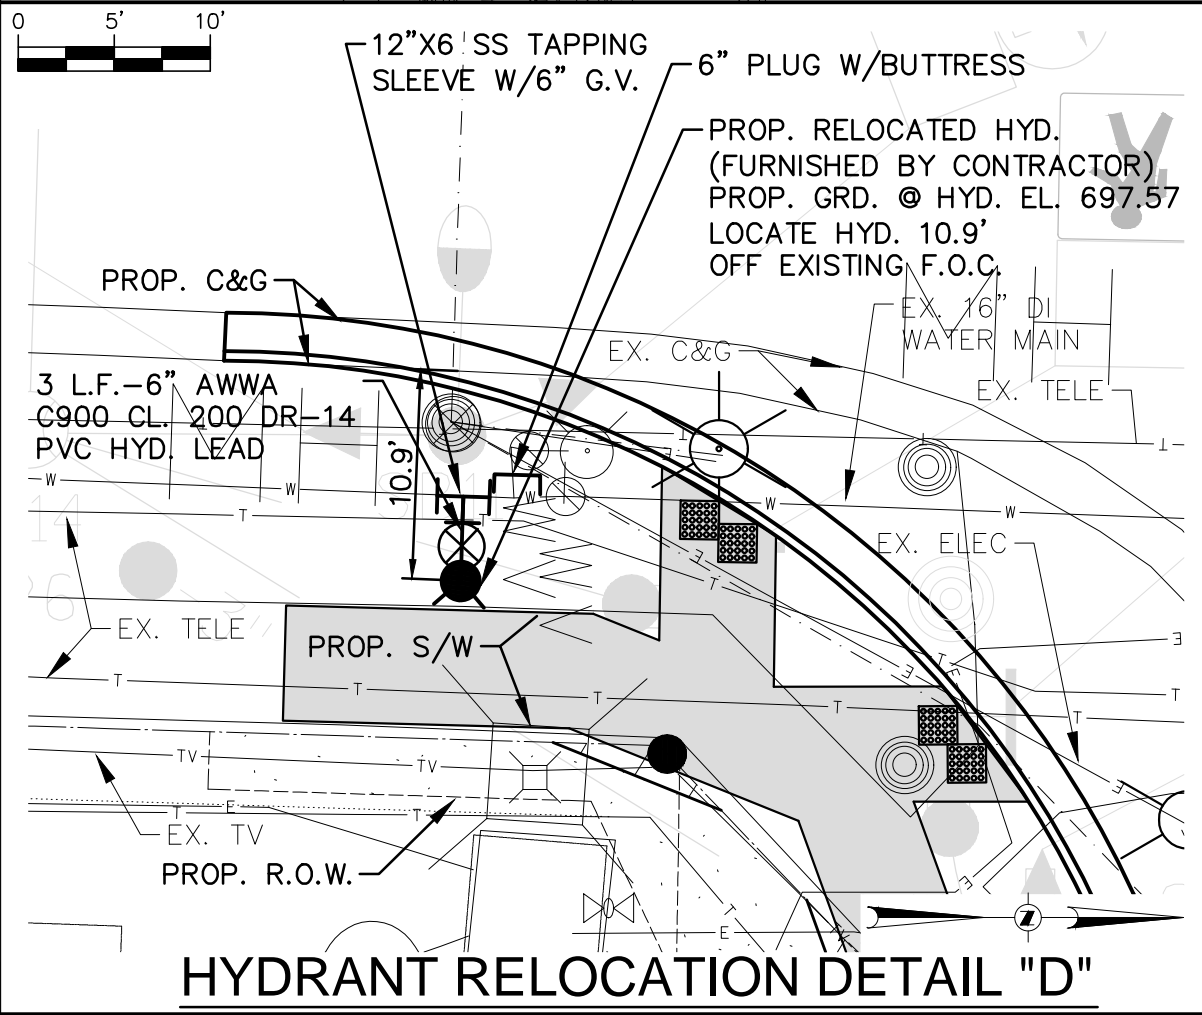 0 5' 10'
12"X6 SS TAPPING
SLEEVE W/6" G.V.
6" PLUG W/BUTTRESS
PROP. RELOCATED HYD.
(FURNISHED BY CONTRACTOR)
PROP. GRD. @ HYD. EL. 697.57
LOCATE HYD. 10.9'
OFF EXISTING F.O.C.
PROP. C&G
EX. 16" DI
WATER MAIN
EX. C&G
EX. TELE
3 L.F.-6" AWWA
C900 CL. 200 DR-14
PVC HYD. LEAD
10.9'
T
T
W
W
W
W
W
T
T
EX. ELEC
E
T
T
EX. TELE
PROP. S/W
E
E
T
E
T
T
T
T
T
T
T
TV
TV
E
T
E
T
EX. TV
PROP. R.O.W.
E
T
E
Z
HYDRANT RELOCATION DETAIL "D"